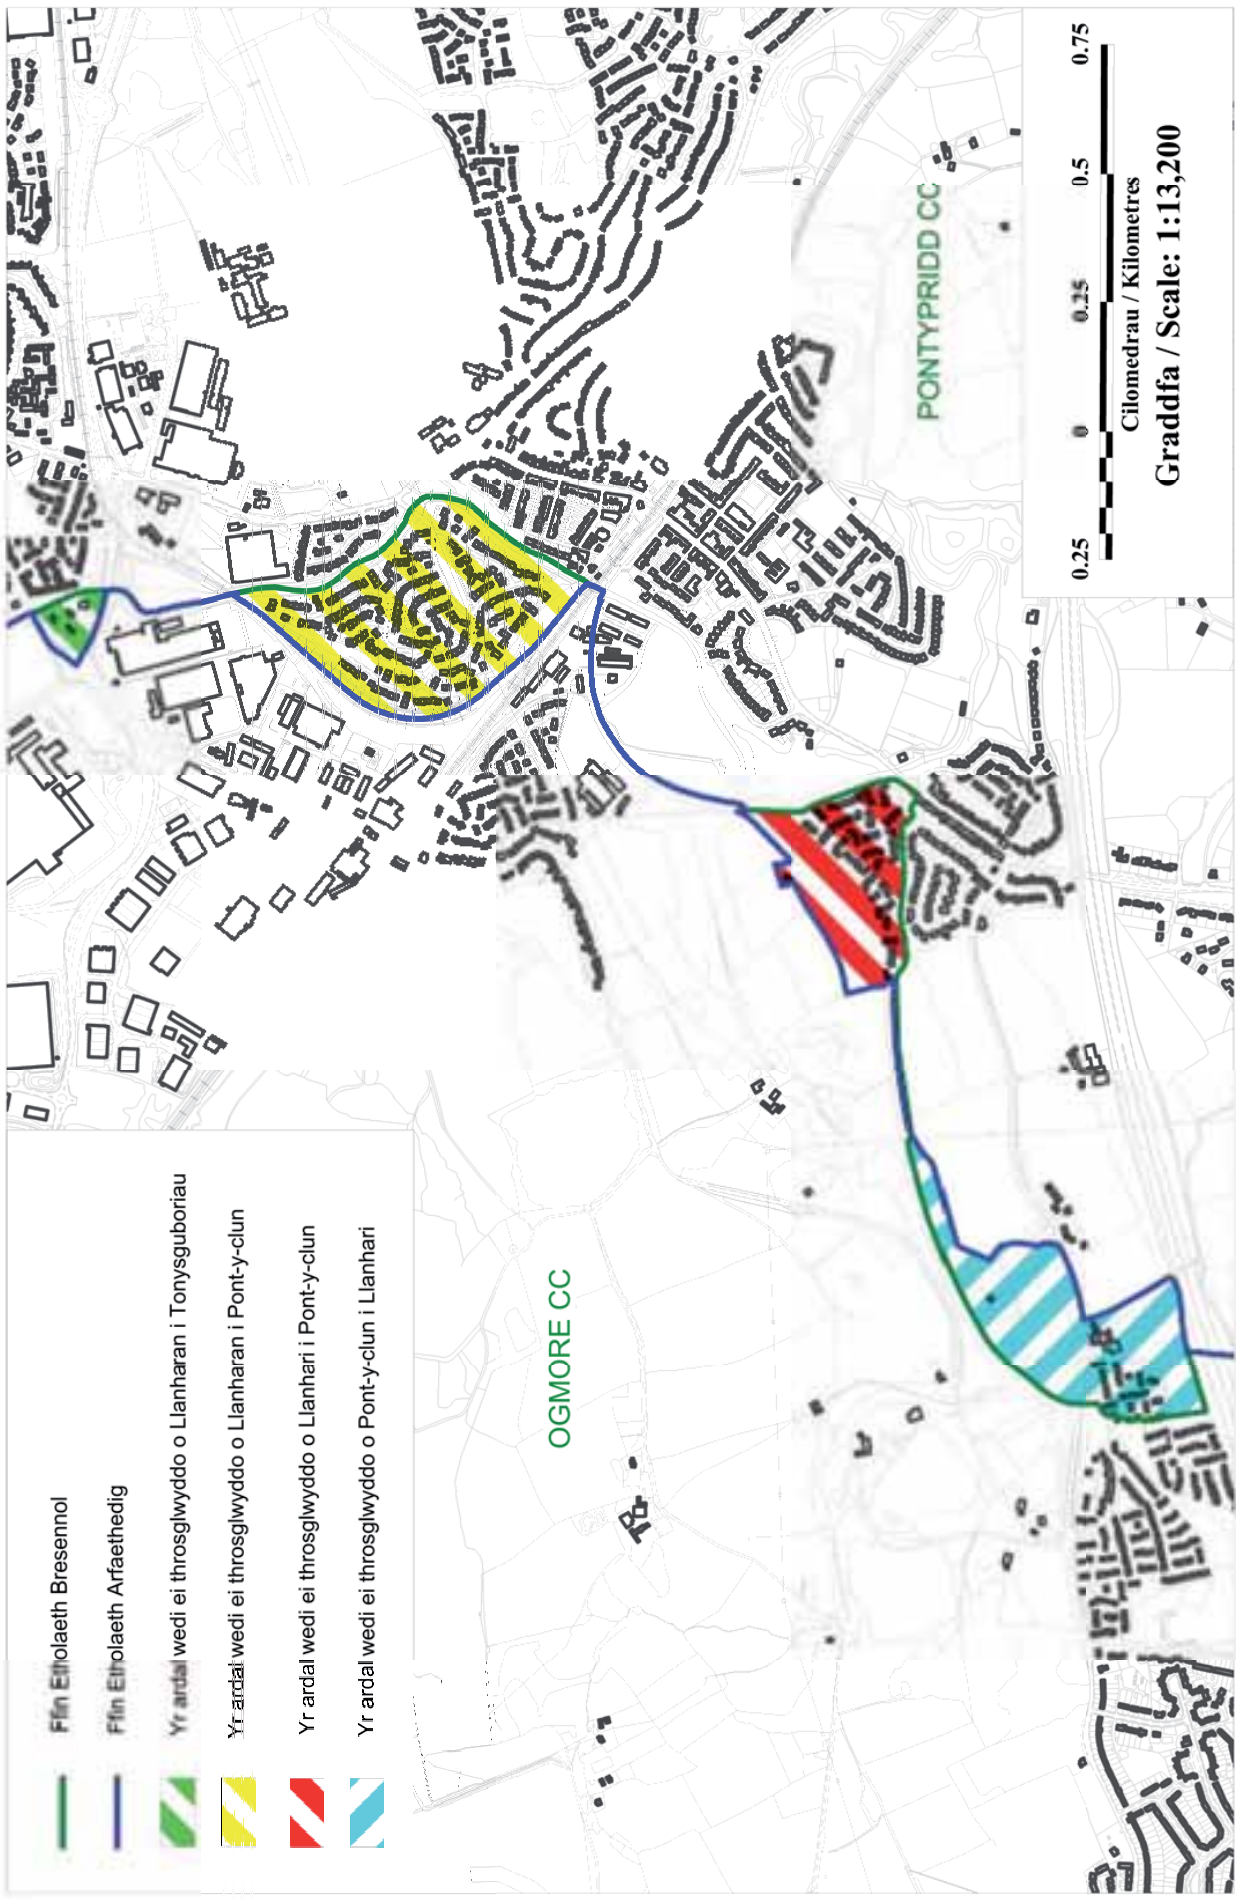 Ffin Etholaeth Bresennol
Ffin Etholaeth Arfaethedig
Yr ardal wedi ei throsglwyddo o Llanharan i Tonysguboriau
Yr ardal wedi ei throsglwyddo o Llanharan i Pont-y-clun
Yr ardal wedi ei throsglwyddo o Llanhari i Pont-y-clun
Yr ardal wedi ei throsglwyddo o Pont-y-clun i Llanhari
OGMORE CC
PONTYPRIDD CC
0.25 0 0.25 0.5 0.75
Cilomedrau / Kilometres
Graddfa / Scale: 1:13,200